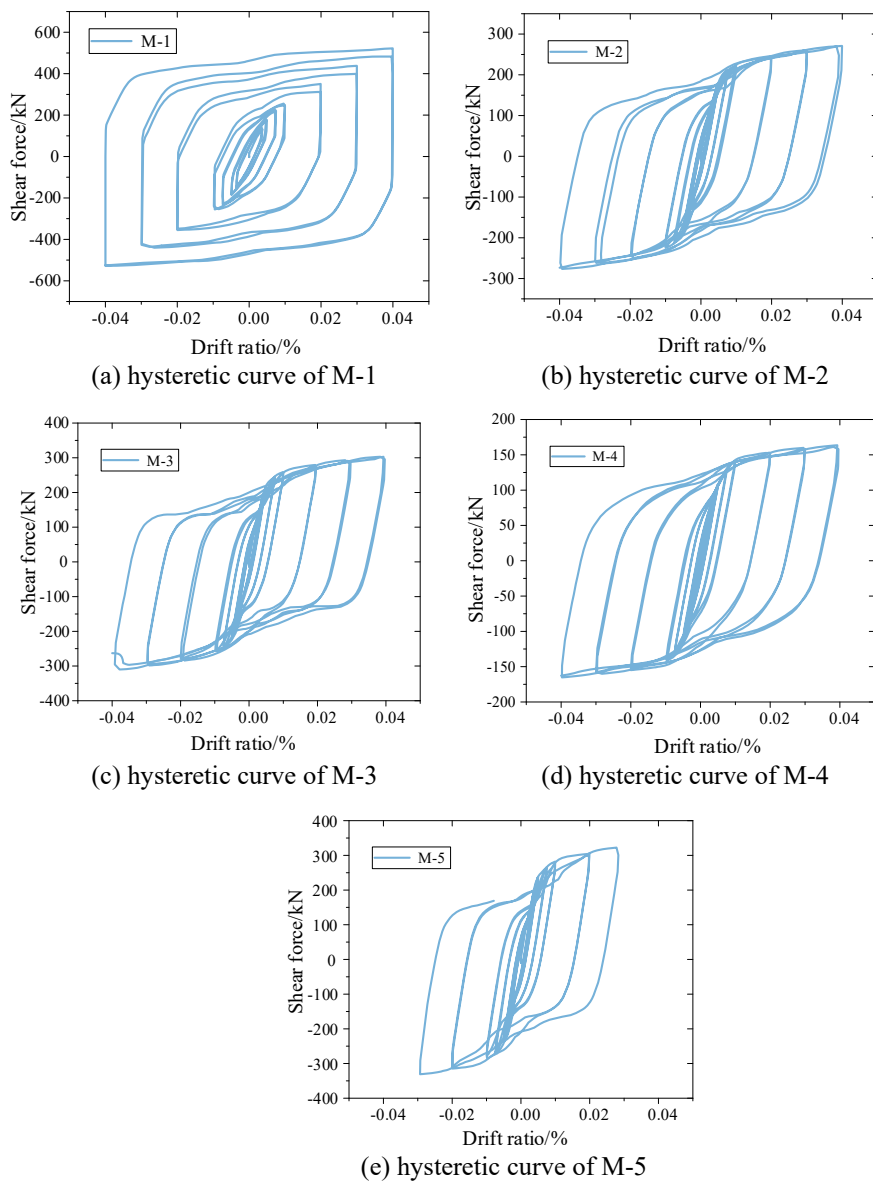 M-1
600
400
200
0
-200
-400
-600
Shear force/kN
-0.04 -0.02 0.00 0.02 0.04
Drift ratio/%
(a) hysteretic curve of M-1
M-2
300
200
100
0
-100
-200
-300
Shear force/kN
-0.04 -0.02 0.00 0.02 0.04
Drift ratio/%
(b) hysteretic curve of M-2
M-3
400
300
200
100
0
-100
-200
-300
-400
Shear force/kN
-0.04 -0.02 0.00 0.02 0.04
Drift ratio/%
(c) hysteretic curve of M-3
M-4
200
150
100
50
0
-50
-100
-150
-200
Shear force/kN
-0.04 -0.02 0.00 0.02 0.04
Drift ratio/%
(d) hysteretic curve of M-4
M-5
400
300
200
100
0
-100
-200
-300
-400
Shear force/kN
-0.04 -0.02 0.00 0.02 0.04
Drift ratio/%
(e) hysteretic curve of M-5